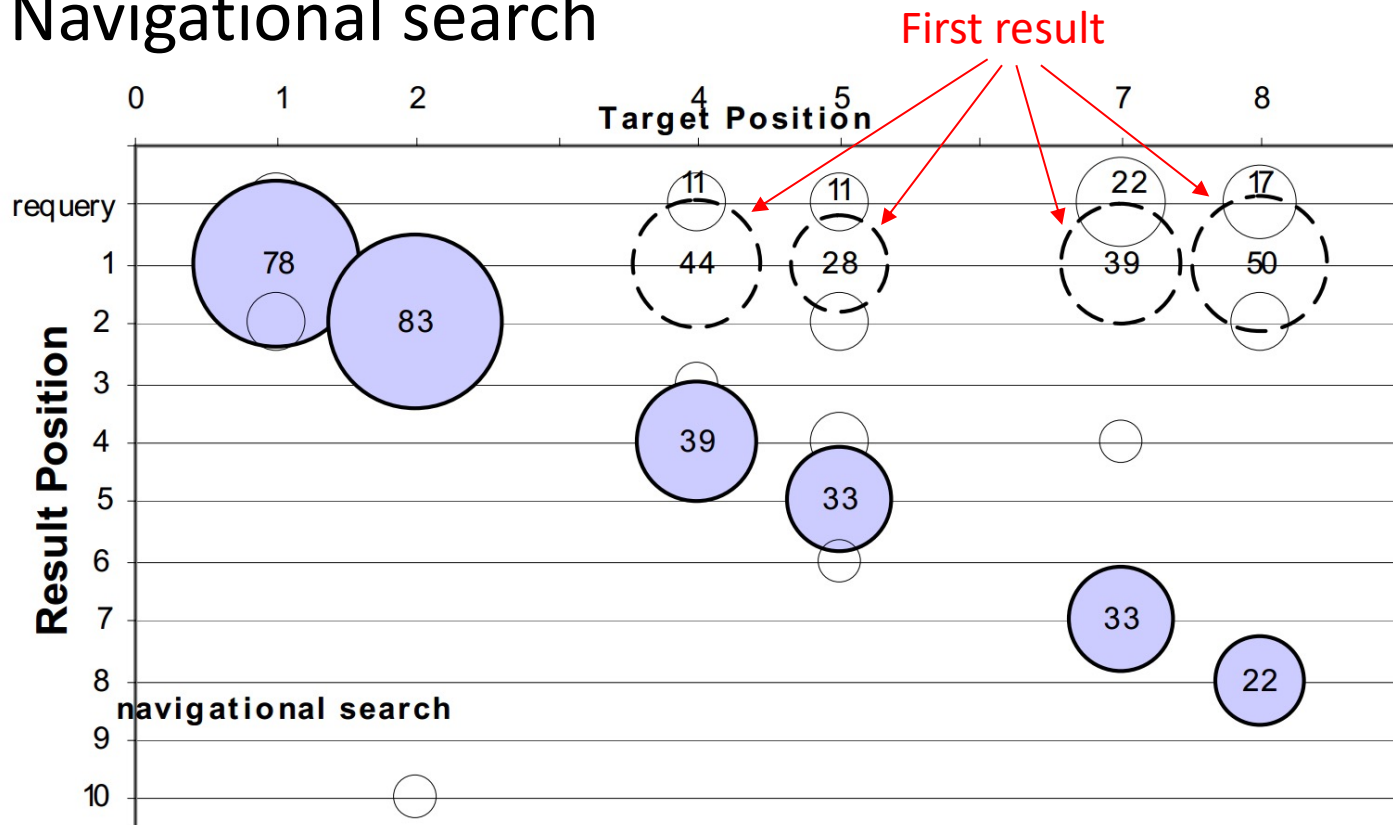 Navigational search
First result
0 1 2 4 5 7 8
Target Position
requery 11 11 22 17
1 78 44 28 39 50
2 83
3
4 39
5 33
6
7 33
8 22
navigational search
9
10
Result Position